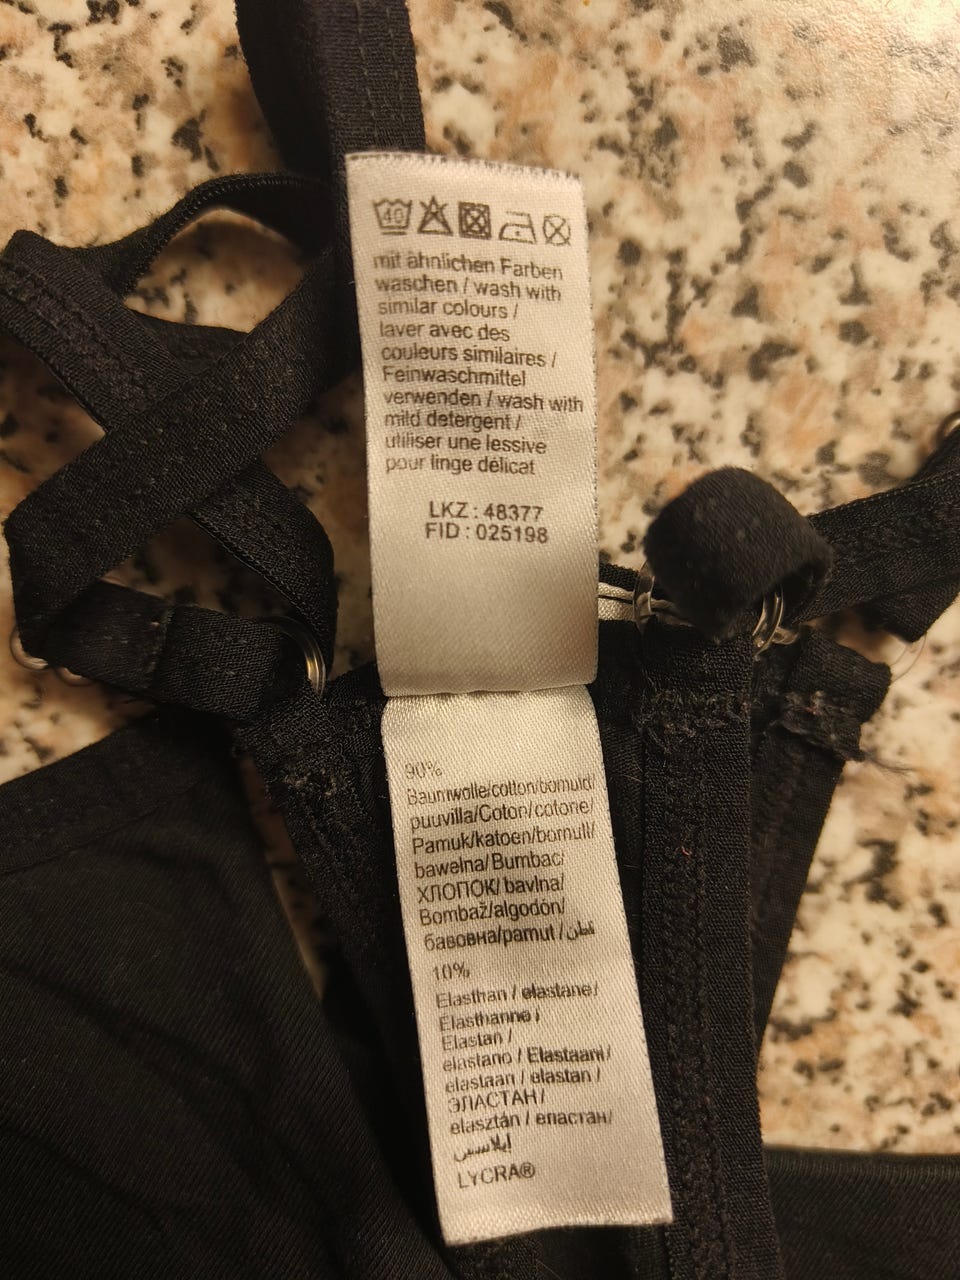 40
mit ähnlichen Farben
waschen / wash with
similar colours /
laver avec des
couleurs similaires /
Feinwaschmittel
verwenden / wash with
mild detergent /
utiliser une lessive
pour linge délicat
LKZ : 48377
FID : 025198
90%
Baumwolle/cotton/bomuld/
puuvilla/Coton/cotone/
Pamuk/katoen/bomull/
bawełna/Bumbac/
ХЛОПОК/ bavlna/
Bombaž/algodón/
бавовна/pamut /قطن
10%
Elasthan / elastane/
Elasthanne /
Elastan /
elastano / Elastaani/
elastaan / elastan /
ЭЛАСТАН/
elasztán / еластан/
إيلاستين
LYCRA®